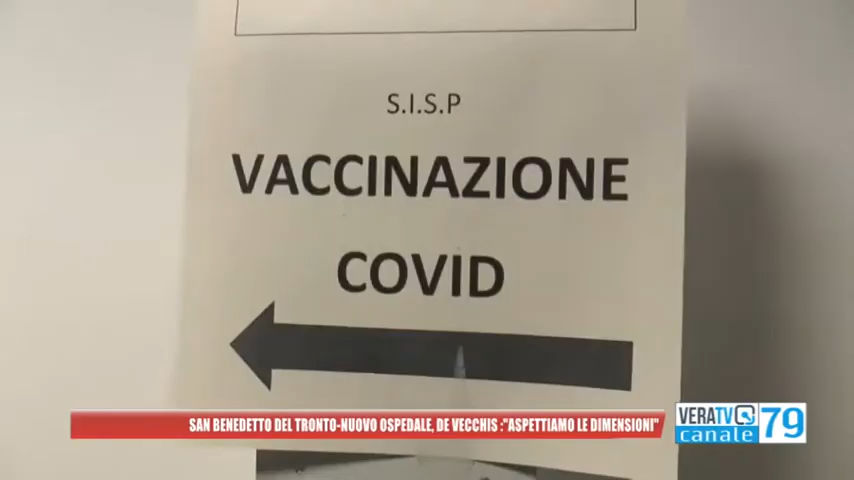 S.I.S.P
VACCINAZIONE
COVID
SAN BENEDETTO DEL TRONTO-NUOVO OSPEDALE, DE VECCHIS :"ASPETTIAMO LE DIMENSIONI"
VERATV
canale 79